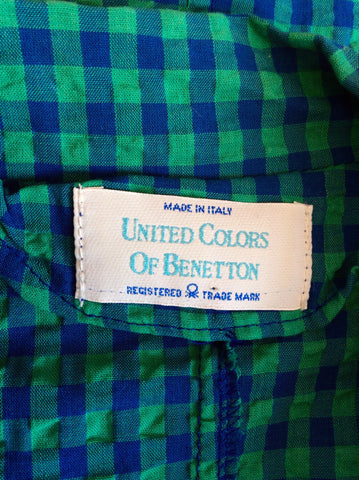 MADE IN ITALY
UNITED COLORS
OF BENETTON
REGISTERED TRADE MARK